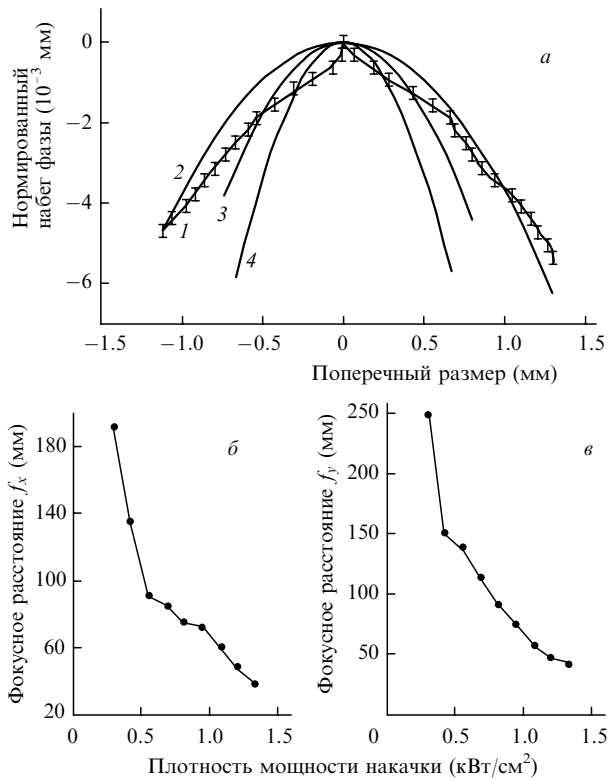 Нормированный
набег фазы (10⁻³ мм)
0
−2
−4
−6
а
2
1
3
4
−1.5 −1.0 −0.5 0 0.5 1.0 1.5
Поперечный размер (мм)
Фокусное расстояние fₓ (мм)
180
140
100
60
20
б
0 0.5 1.0 1.5
Фокусное расстояние f_y (мм)
250
200
150
100
50
в
0 0.5 1.0 1.5
Плотность мощности накачки (кВт/см²)